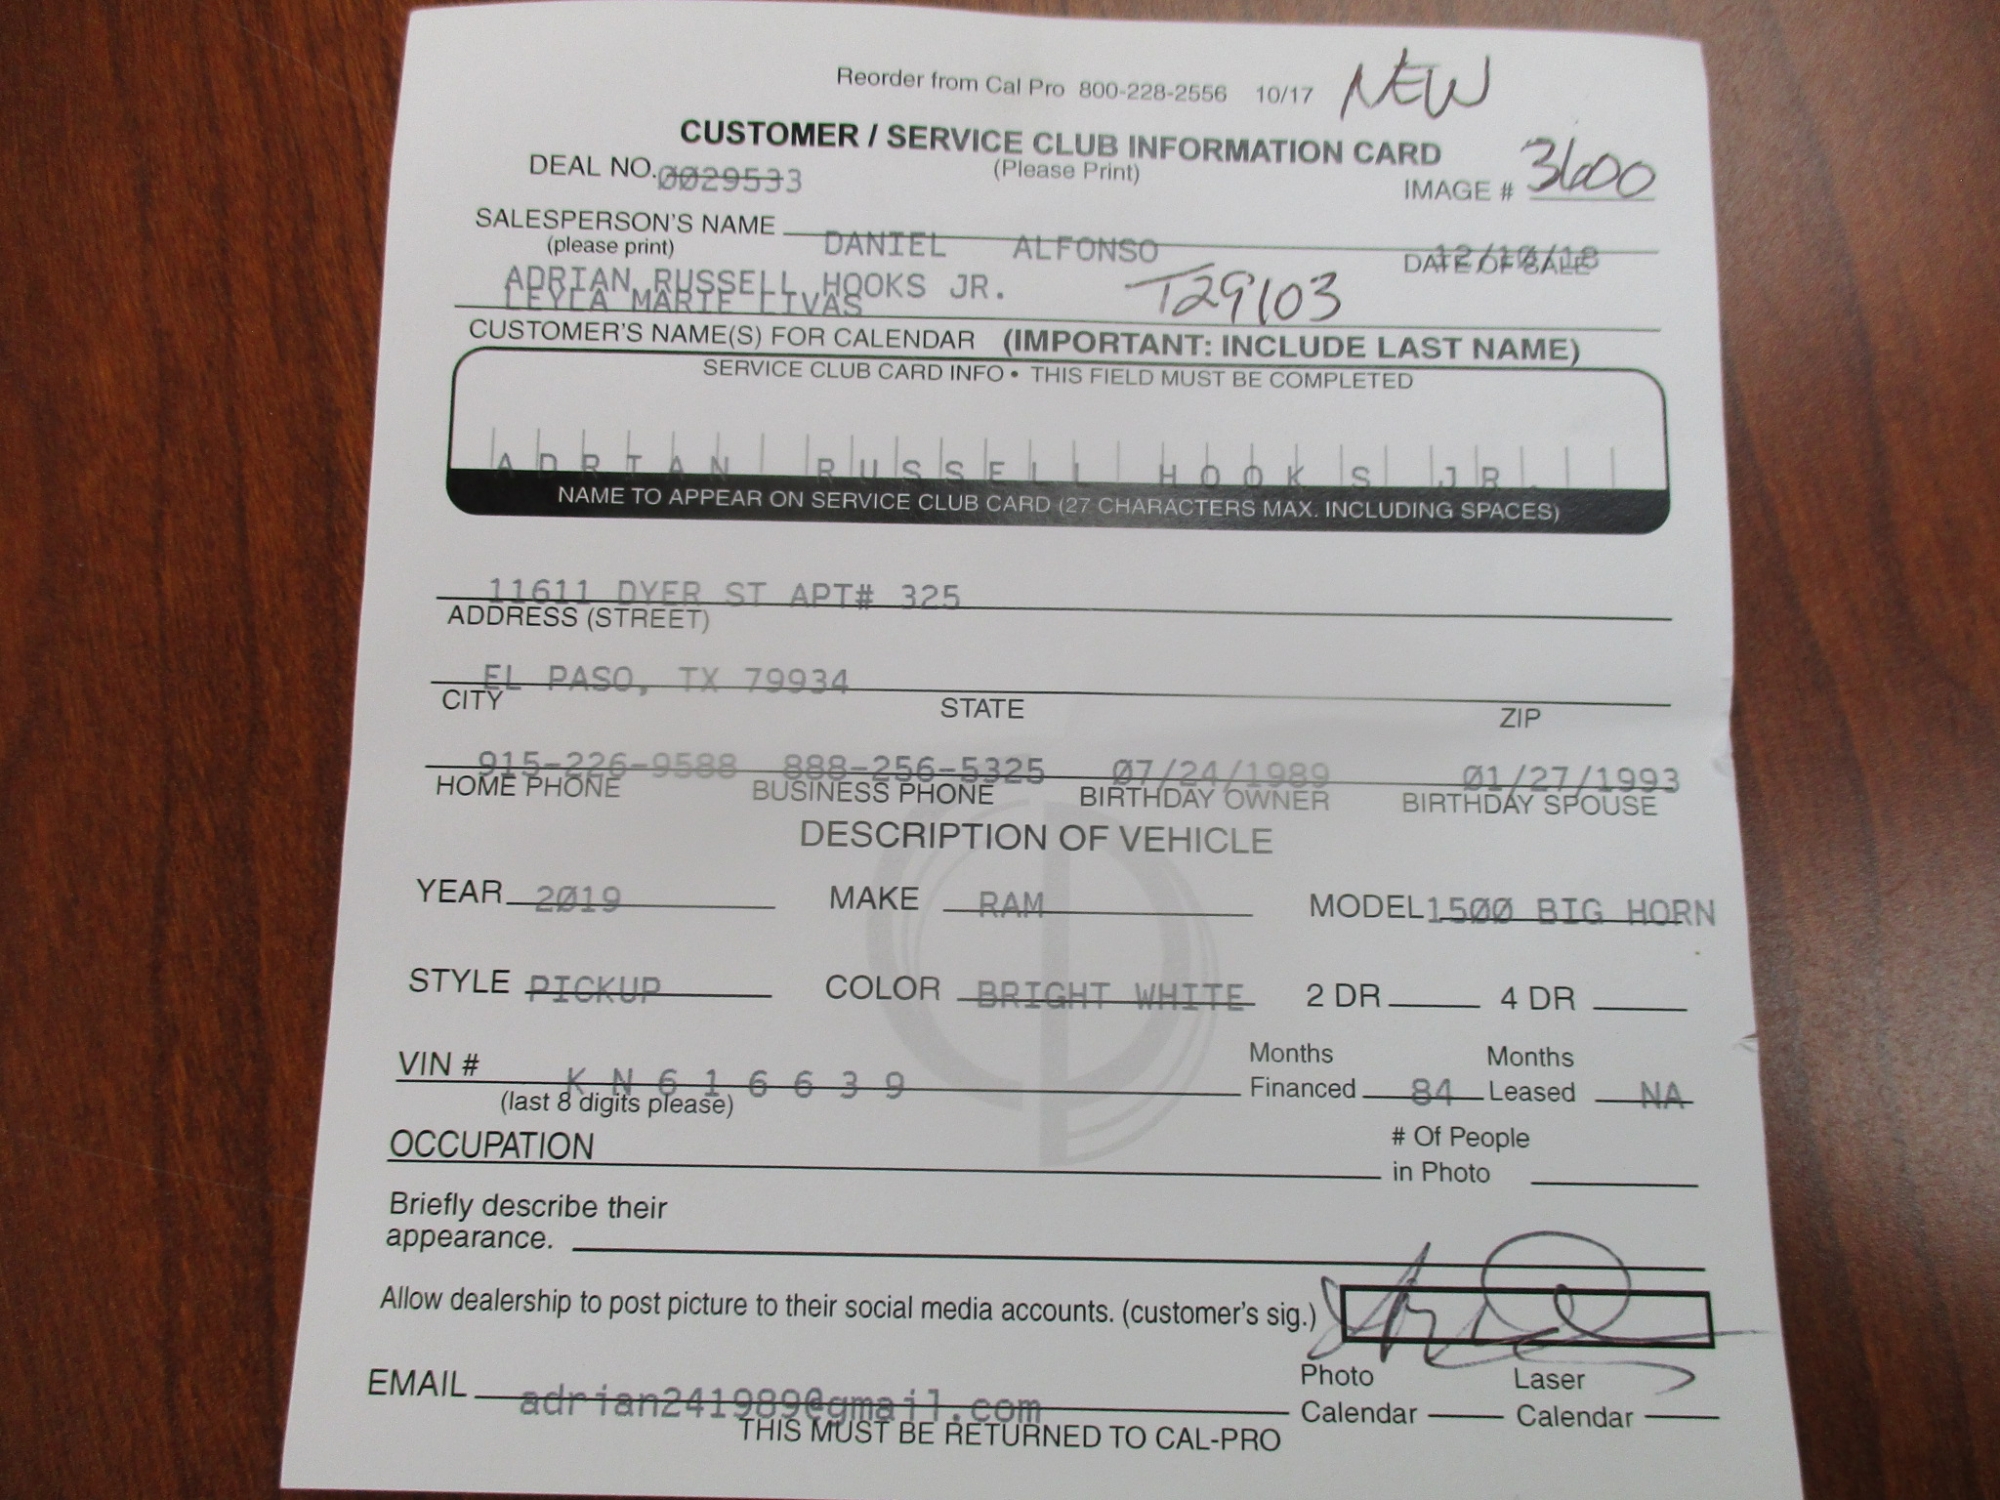 Reorder from Cal Pro 800-228-2556 10/17 NEW
CUSTOMER / SERVICE CLUB INFORMATION CARD
(Please Print)
DEAL NO. 0029533
IMAGE # 3600
SALESPERSON'S NAME DANIEL ALFONSO
(please print)
DATE OF SALE 12/10/18
ADRIAN RUSSELL HOOKS JR.
LEYLA MARIE LIVAS
T29103
CUSTOMER'S NAME(S) FOR CALENDAR (IMPORTANT: INCLUDE LAST NAME)
SERVICE CLUB CARD INFO • THIS FIELD MUST BE COMPLETED
ADRIAN RUSSELL HOOKS JR.
NAME TO APPEAR ON SERVICE CLUB CARD (27 CHARACTERS MAX. INCLUDING SPACES)
11611 DYER ST APT# 325
ADDRESS (STREET)
EL PASO, TX 79934
CITY STATE ZIP
915-226-9588 888-256-5325 07/24/1989 01/27/1993
HOME PHONE BUSINESS PHONE BIRTHDAY OWNER BIRTHDAY SPOUSE
DESCRIPTION OF VEHICLE
YEAR 2019 MAKE RAM MODEL 1500 BIG HORN
STYLE PICKUP COLOR BRIGHT WHITE 2 DR 4 DR
VIN # K N 6 1 6 6 3 9
(last 8 digits please)
Months Financed 84 Months Leased NA
OCCUPATION
# Of People in Photo
Briefly describe their
appearance.
Allow dealership to post picture to their social media accounts. (customer's sig.)
EMAIL adrian241989@gmail.com
Photo Calendar Laser Calendar
THIS MUST BE RETURNED TO CAL-PRO